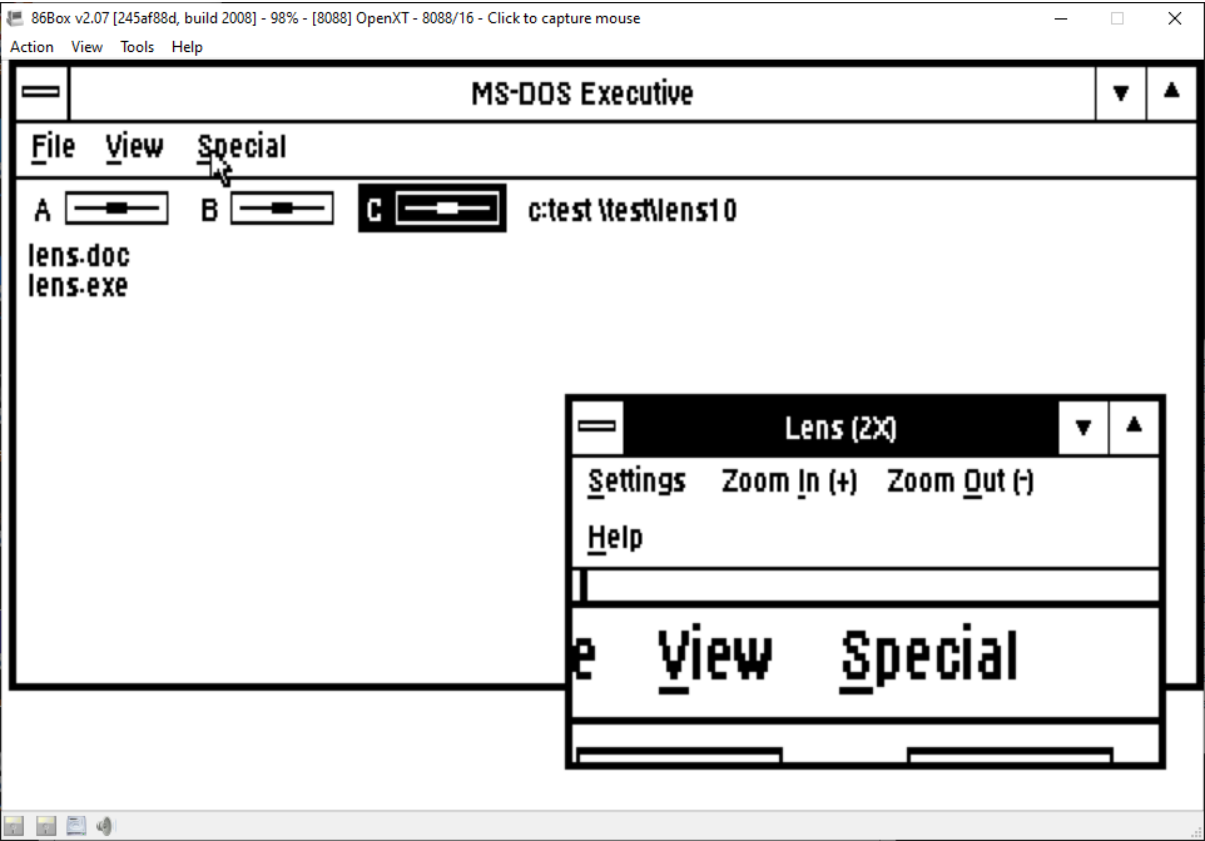 86Box v2.07 [245af88d, build 2008] - 98% - [8088] OpenXT - 8088/16 - Click to capture mouse
Action View Tools Help
MS-DOS Executive
File View Special
A B C c:test \test\lens10
lens.doc
lens.exe
Lens (2X)
Settings Zoom In (+) Zoom Out (-)
Help
e View Special